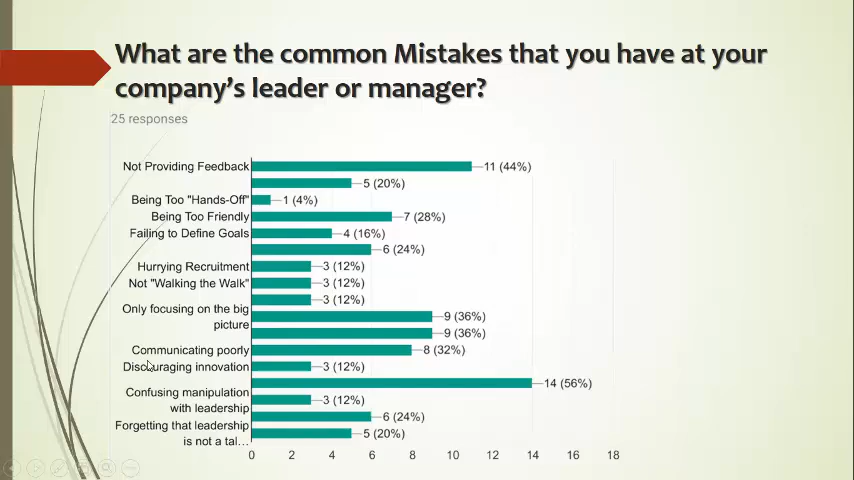 What are the common Mistakes that you have at your
company's leader or manager?
25 responses
Not Providing Feedback
11 (44%)
5 (20%)
Being Too "Hands-Off"
1 (4%)
Being Too Friendly
7 (28%)
Failing to Define Goals
4 (16%)
6 (24%)
Hurrying Recruitment
3 (12%)
Not "Walking the Walk"
3 (12%)
3 (12%)
Only focusing on the big
picture
9 (36%)
9 (36%)
Communicating poorly
8 (32%)
Discouraging innovation
3 (12%)
14 (56%)
Confusing manipulation
with leadership
3 (12%)
6 (24%)
Forgetting that leadership
is not a tal…
5 (20%)
0 2 4 6 8 10 12 14 16 18